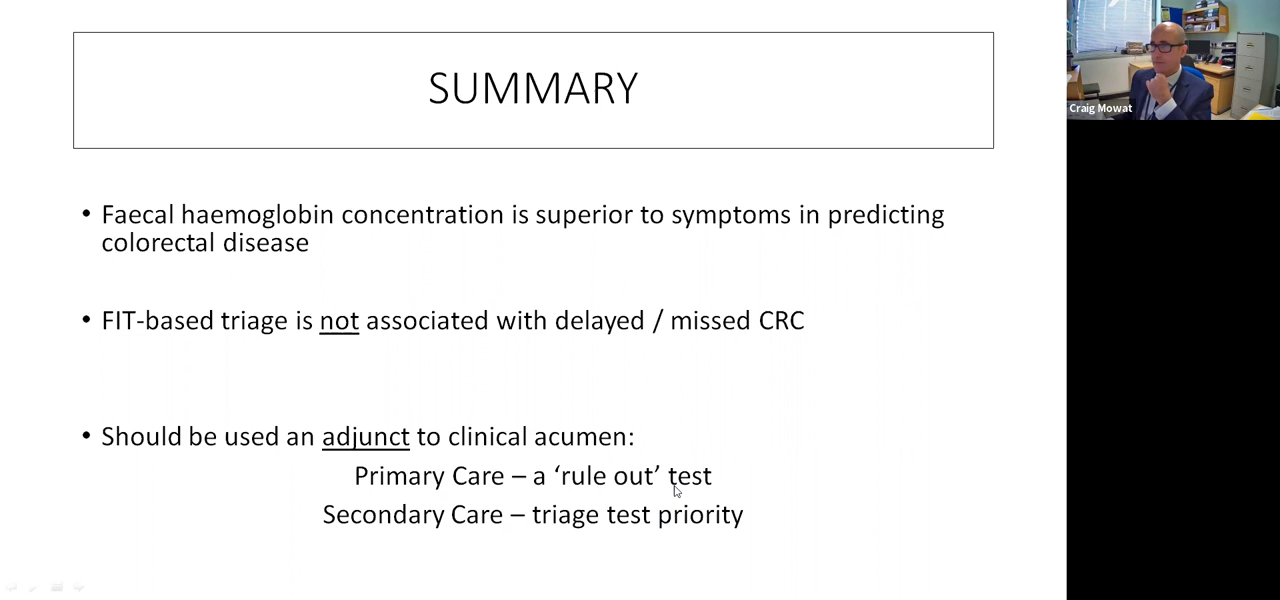 SUMMARY
• Faecal haemoglobin concentration is superior to symptoms in predicting
colorectal disease
• FIT-based triage is not associated with delayed / missed CRC
• Should be used an adjunct to clinical acumen:
Primary Care – a ‘rule out’ test
Secondary Care – triage test priority
Craig Mowat